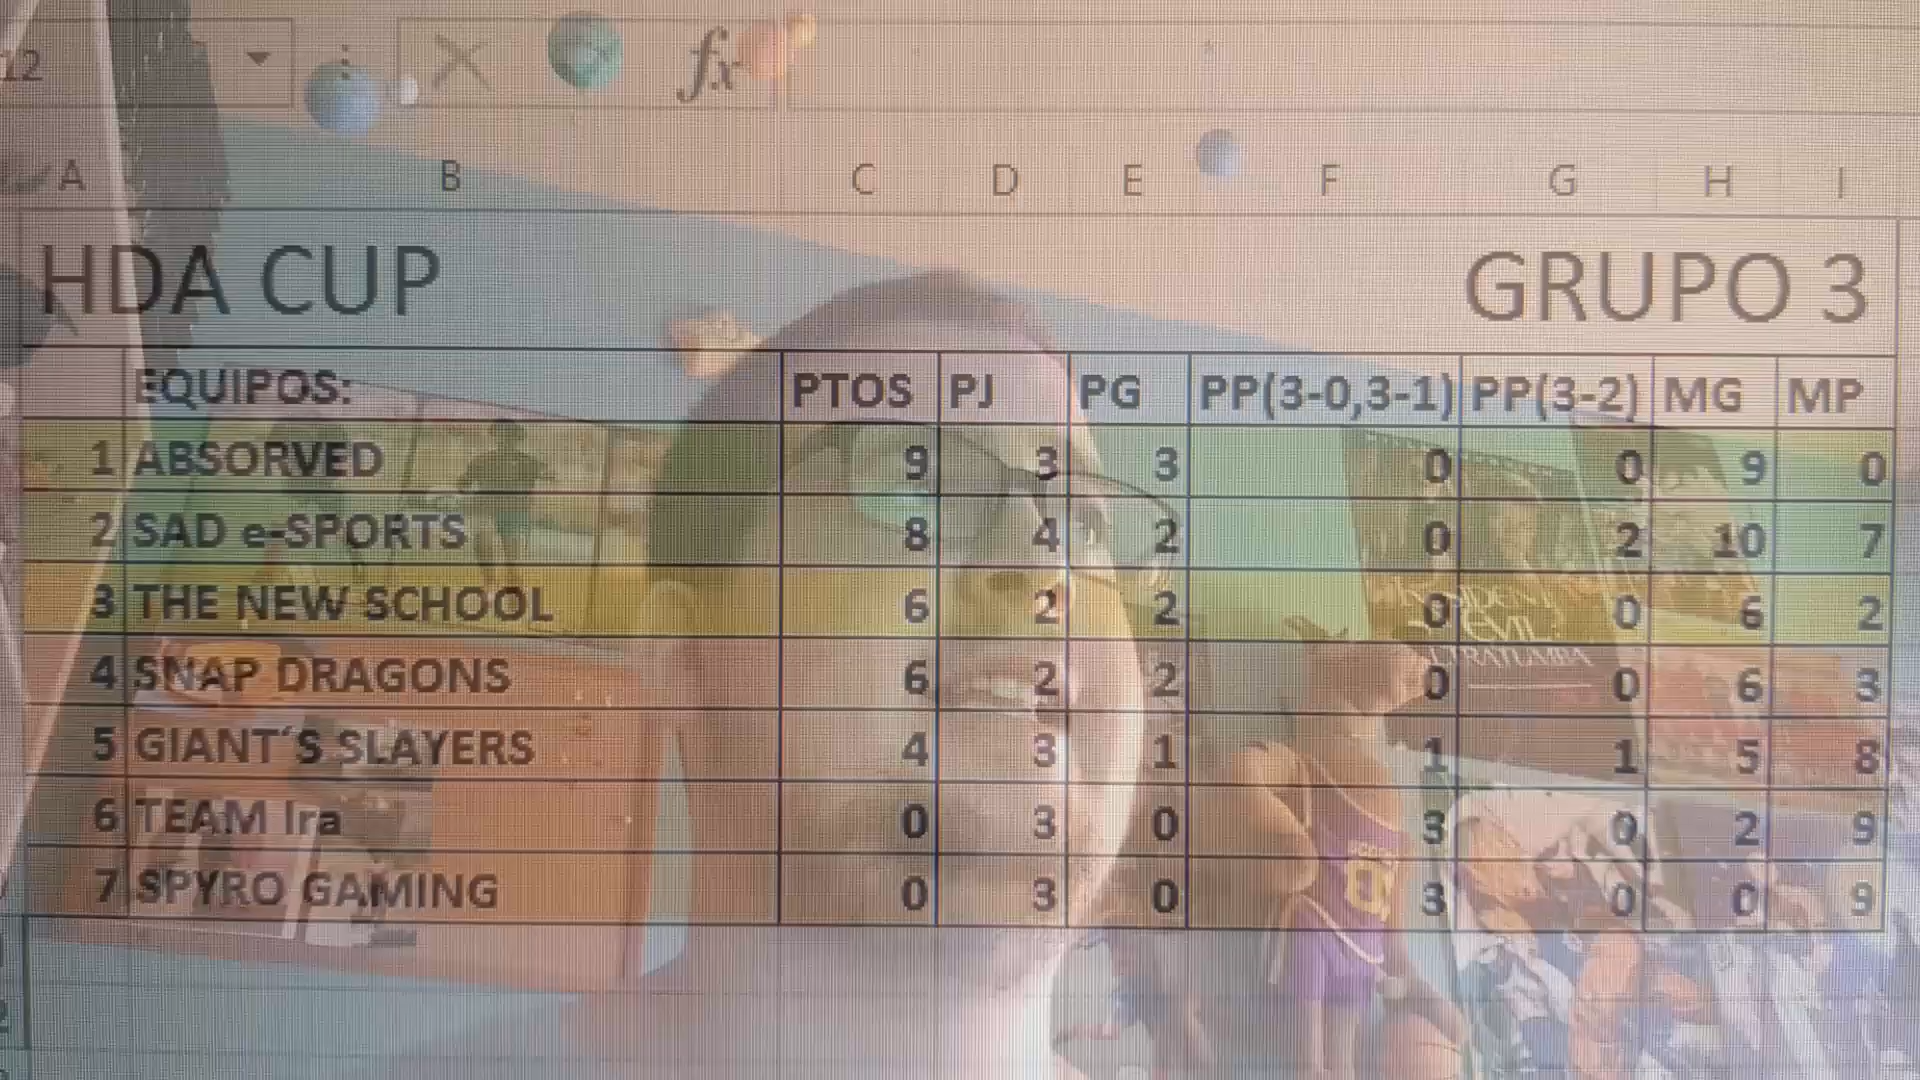 12 fx
A B C D E F G H I
HDA CUP GRUPO 3
EQUIPOS: PTOS PJ PG PP(3-0,3-1) PP(3-2) MG MP
1 ABSORVED 9 3 3 0 0 9 0
2 SAD e-SPORTS 8 4 2 0 2 10 7
3 THE NEW SCHOOL 6 2 2 0 0 6 2
4 SNAP DRAGONS 6 2 2 0 0 6 3
5 GIANT‘S SLAYERS 4 3 1 1 1 5 8
6 TEAM Ira 0 3 0 3 0 2 9
7 SPYRO GAMING 0 3 0 3 0 0 9
EVIL:
ULTRATUMBA